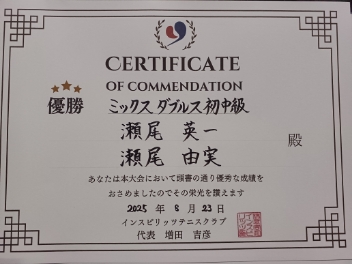 CERTIFICATE
OF COMMENDATION
優勝 ミックスダブルス初中級
瀬尾 英一
瀬尾 由実
殿
あなたは本大会において頭書の通り優秀な成績を
おさめましたのでその栄光を讃えます
2025 年 8 月 23 日
インスピリッツテニスクラブ
代表 増田 吉彦